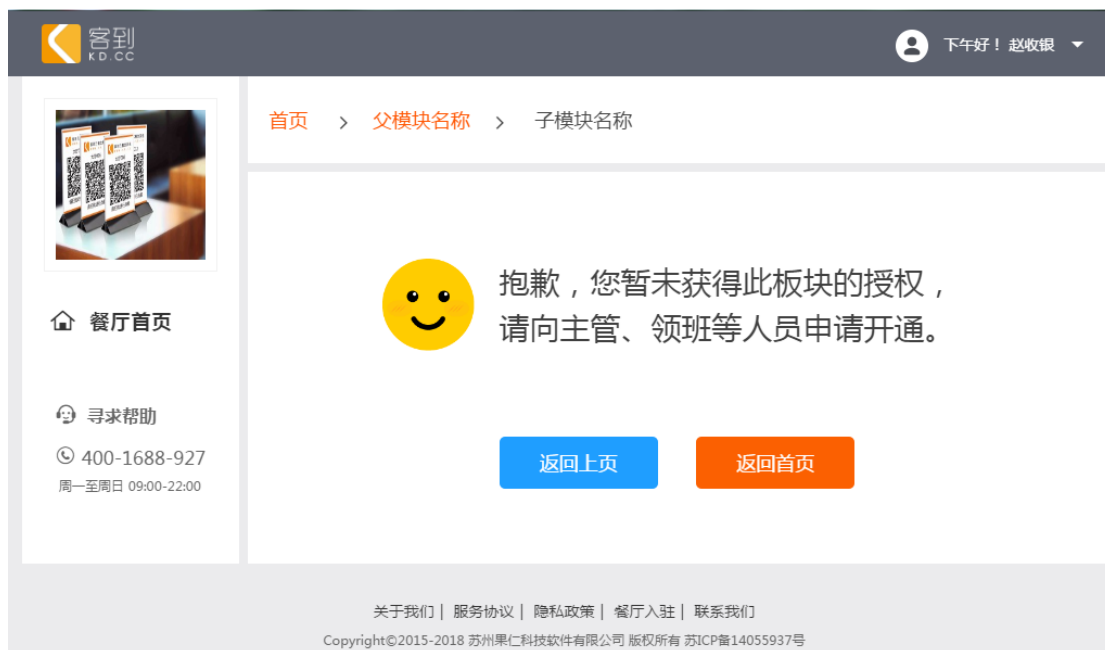 客到
KD.CC
下午好！赵收银
首页 > 父模块名称 > 子模块名称
抱歉，您暂未获得此板块的授权，
请向主管、领班等人员申请开通。
餐厅首页
寻求帮助
400-1688-927
周一至周日 09:00-22:00
返回上页
返回首页
关于我们| 服务协议| 隐私政策| 餐厅入驻| 联系我们
Copyright©2015-2018 苏州果仁科技软件有限公司 版权所有 苏ICP备14055937号